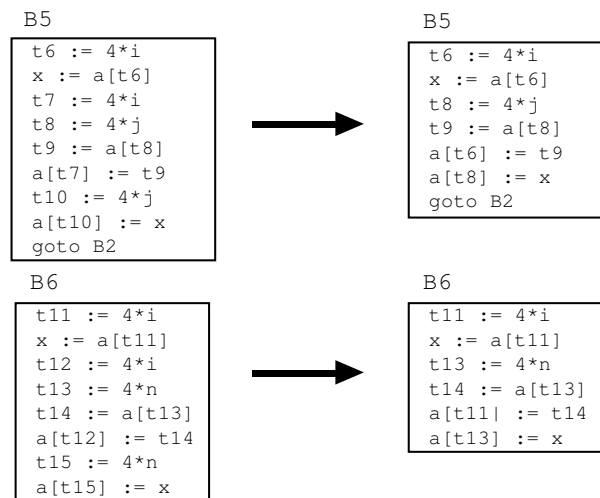 B5
t6 := 4*i
x := a[t6]
t7 := 4*i
t8 := 4*j
t9 := a[t8]
a[t7] := t9
t10 := 4*j
a[t10] := x
goto B2
B5
t6 := 4*i
x := a[t6]
t8 := 4*j
t9 := a[t8]
a[t6] := t9
a[t8] := x
goto B2
B6
t11 := 4*i
x := a[t11]
t12 := 4*i
t13 := 4*n
t14 := a[t13]
a[t12] := t14
t15 := 4*n
a[t15] := x
B6
t11 := 4*i
x := a[t11]
t13 := 4*n
t14 := a[t13]
a[t11| := t14
a[t13] := x